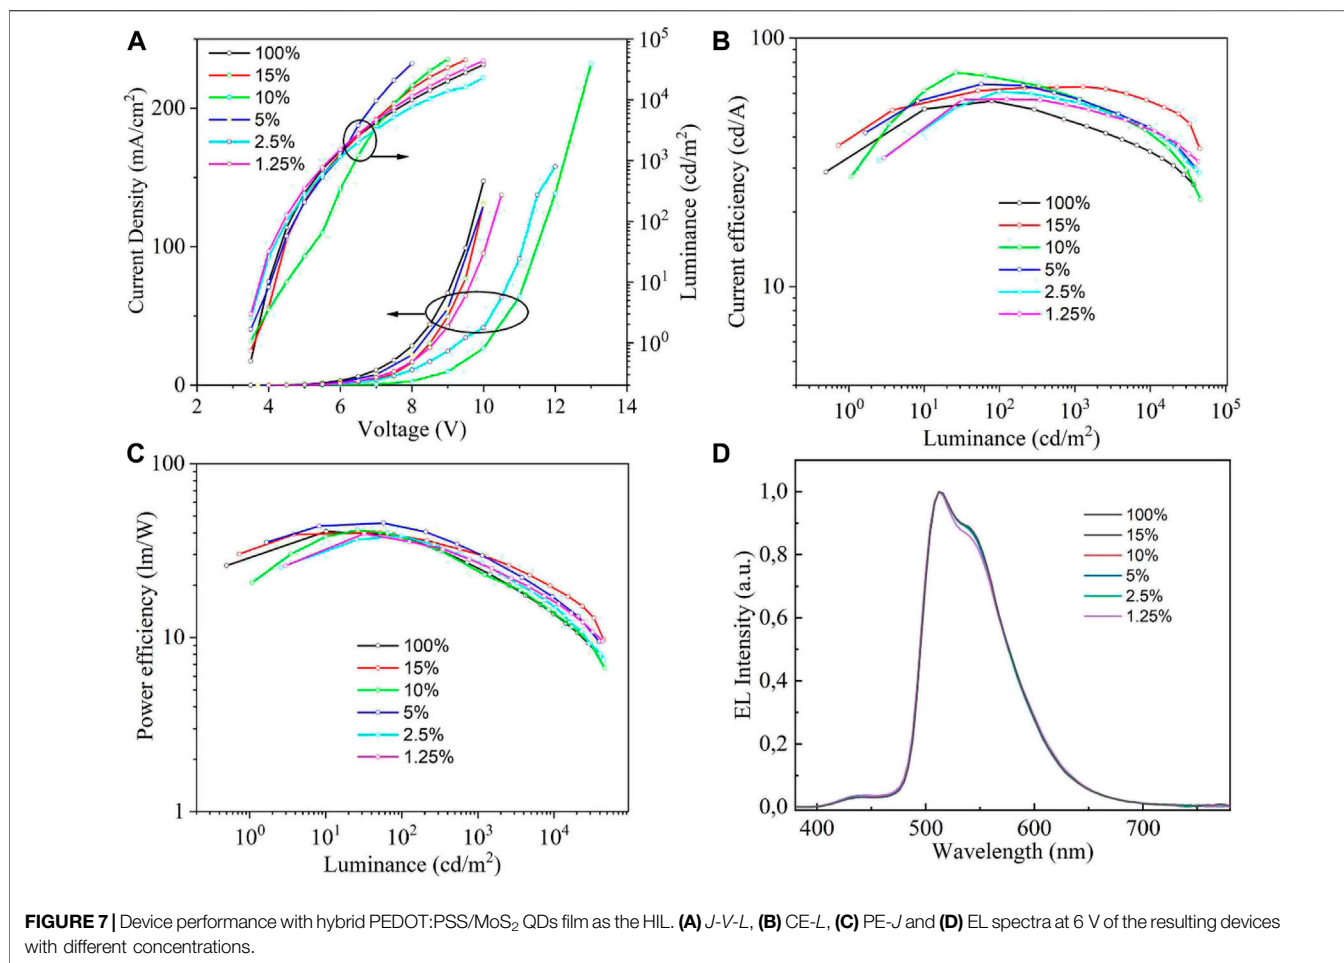 A
100%
15%
10%
5%
2.5%
1.25%
Current Density (mA/cm²)
200
100
0
2 4 6 8 10 12 14
Voltage (V)
10⁵
10⁴
10³
10²
10¹
10⁰
Luminance (cd/m²)
B
100
10
Current efficiency (cd/A)
100%
15%
10%
5%
2.5%
1.25%
10⁰ 10¹ 10² 10³ 10⁴ 10⁵
Luminance (cd/m²)
C
100
10
1
Power efficiency (lm/W)
100%
15%
10%
5%
2.5%
1.25%
10⁰ 10¹ 10² 10³ 10⁴
Luminance (cd/m²)
D
1,0
0,8
0,6
0,4
0,2
0,0
EL Intensity (a.u.)
100%
15%
10%
5%
2.5%
1.25%
400 500 600 700
Wavelength (nm)
FIGURE 7 | Device performance with hybrid PEDOT:PSS/MoS₂ QDs film as the HIL. (A) J-V-L, (B) CE-L, (C) PE-J and (D) EL spectra at 6 V of the resulting devices
with different concentrations.